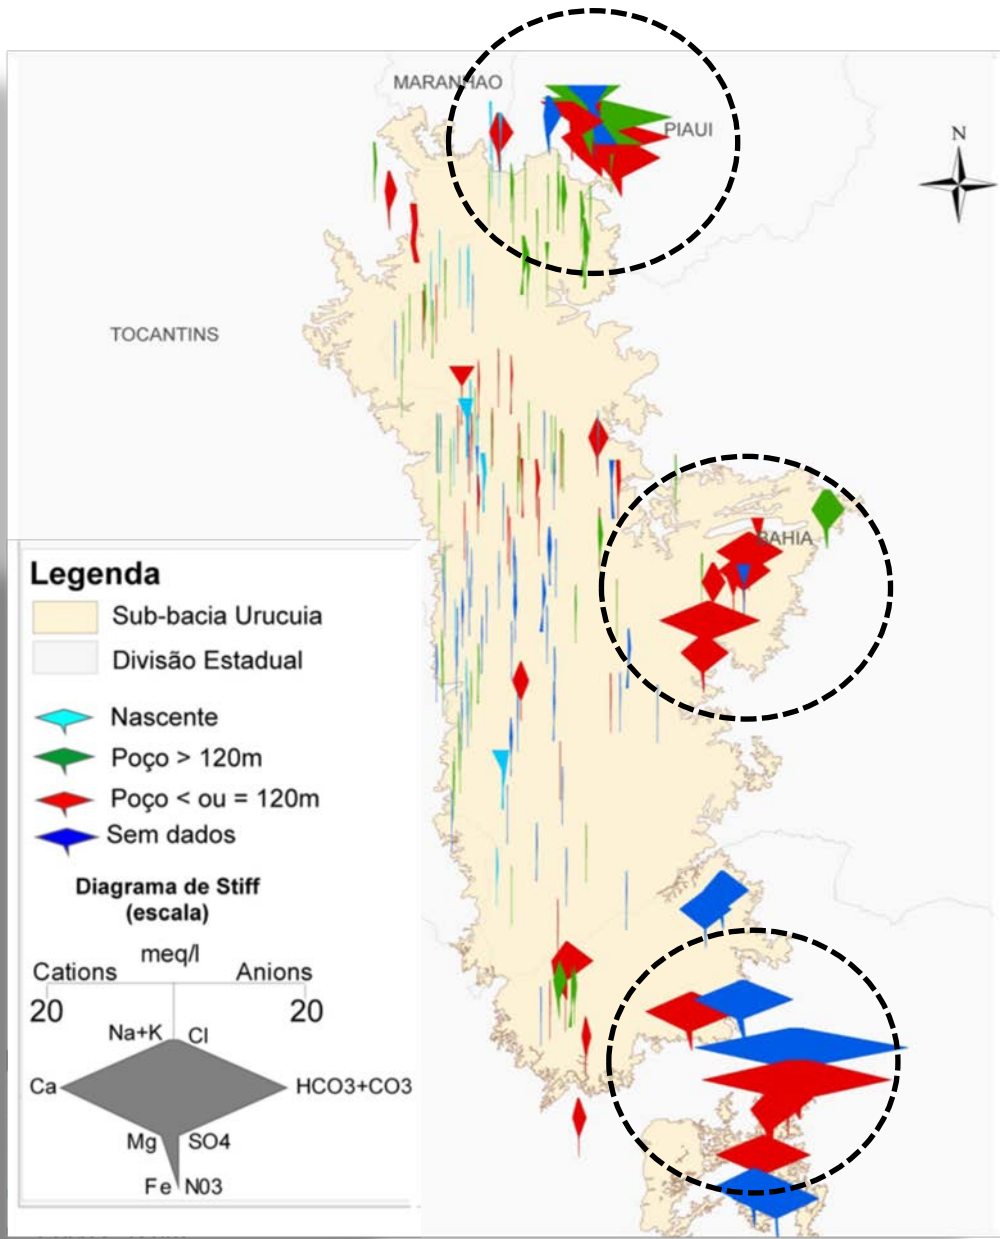 MARANHAO
PIAUI
N
TOCANTINS
BAHIA
Legenda
Sub-bacia Urucuia
Divisão Estadual
Nascente
Poço > 120m
Poço < ou = 120m
Sem dados
Diagrama de Stiff
(escala)
meq/l
Cations Anions
20 20
Na+K Cl
Ca HCO3+CO3
Mg SO4
Fe N03